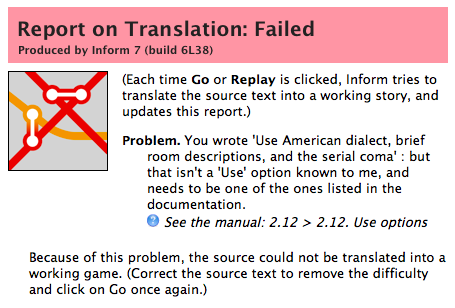 Report on Translation: Failed
Produced by Inform 7 (build 6L38)
(Each time Go or Replay is clicked, Inform tries to
translate the source text into a working story, and
updates this report.)
Problem. You wrote 'Use American dialect, brief
room descriptions, and the serial coma' : but
that isn't a 'Use' option known to me, and
needs to be one of the ones listed in the
documentation.
? See the manual: 2.12 > 2.12. Use options
Because of this problem, the source could not be translated into a
working game. (Correct the source text to remove the difficulty
and click on Go once again.)